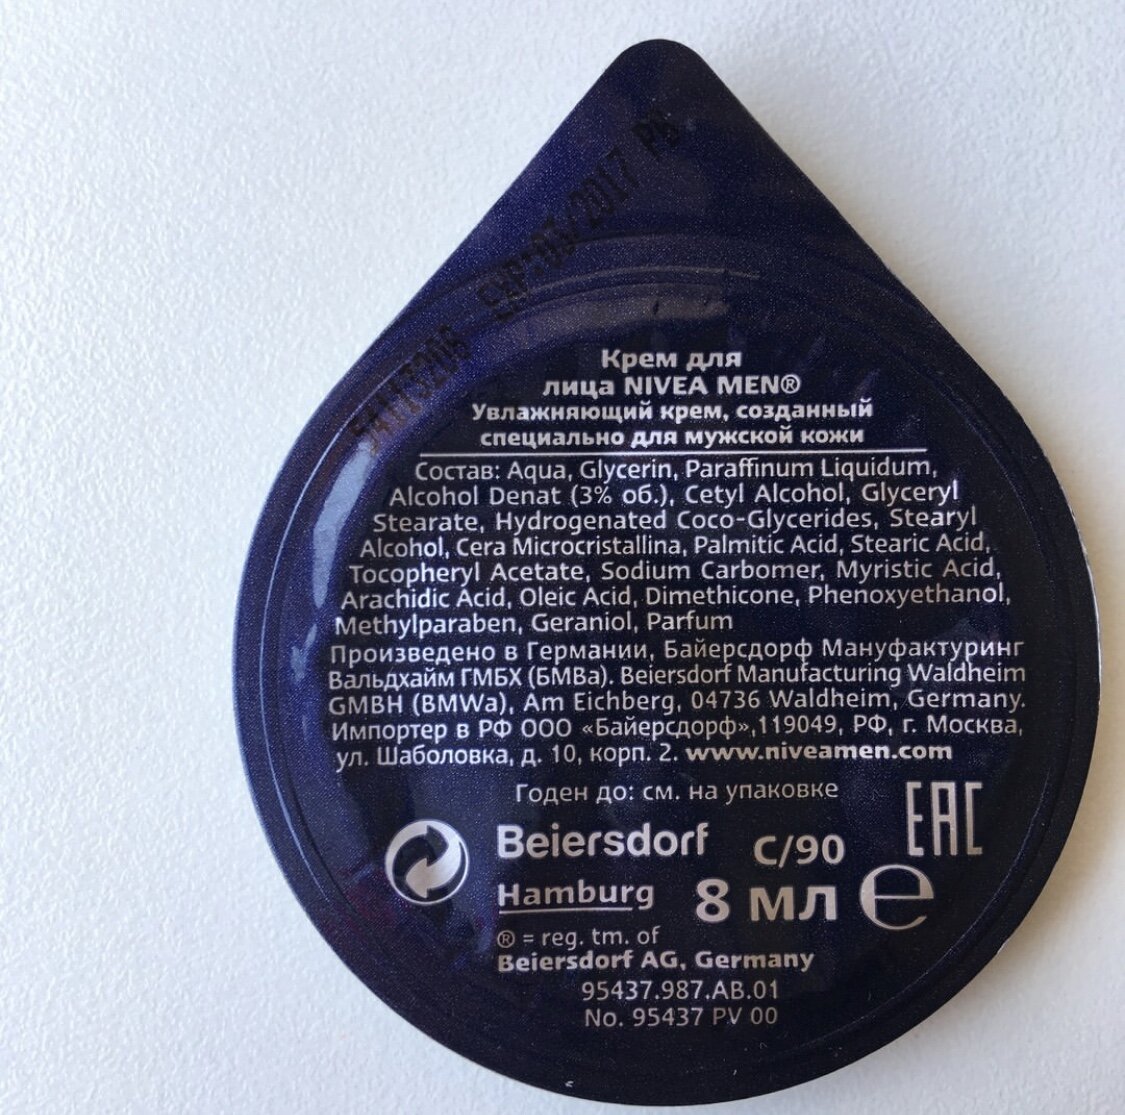 EXP:03/2017 PB
Крем для
лица NIVEA MEN®
Увлажняющий крем, созданный
специально для мужской кожи
Состав: Aqua, Glycerin, Paraffinum Liquidum,
Alcohol Denat (3% об.), Cetyl Alcohol, Glyceryl
Stearate, Hydrogenated Coco-Glycerides, Stearyl
Alcohol, Cera Microcristallina, Palmitic Acid, Stearic Acid,
Tocopheryl Acetate, Sodium Carbomer, Myristic Acid,
Arachidic Acid, Oleic Acid, Dimethicone, Phenoxyethanol,
Methylparaben, Geraniol, Parfum
Произведено в Германии, Байерсдорф Мануфактуринг
Вальдхайм ГМБХ (БМВа). Beiersdorf Manufacturing Waldheim
GMBH (BMWa), Am Eichberg, 04736 Waldheim, Germany.
Импортер в РФ ООО «Байерсдорф»,119049, РФ, г. Москва,
ул. Шаболовка, д. 10, корп. 2. www.niveamen.com
Годен до: см. на упаковке
EAC
Beiersdorf C/90
Hamburg 8 мл e
® = reg. tm. of
Beiersdorf AG, Germany
95437.987.AB.01
No. 95437 PV 00